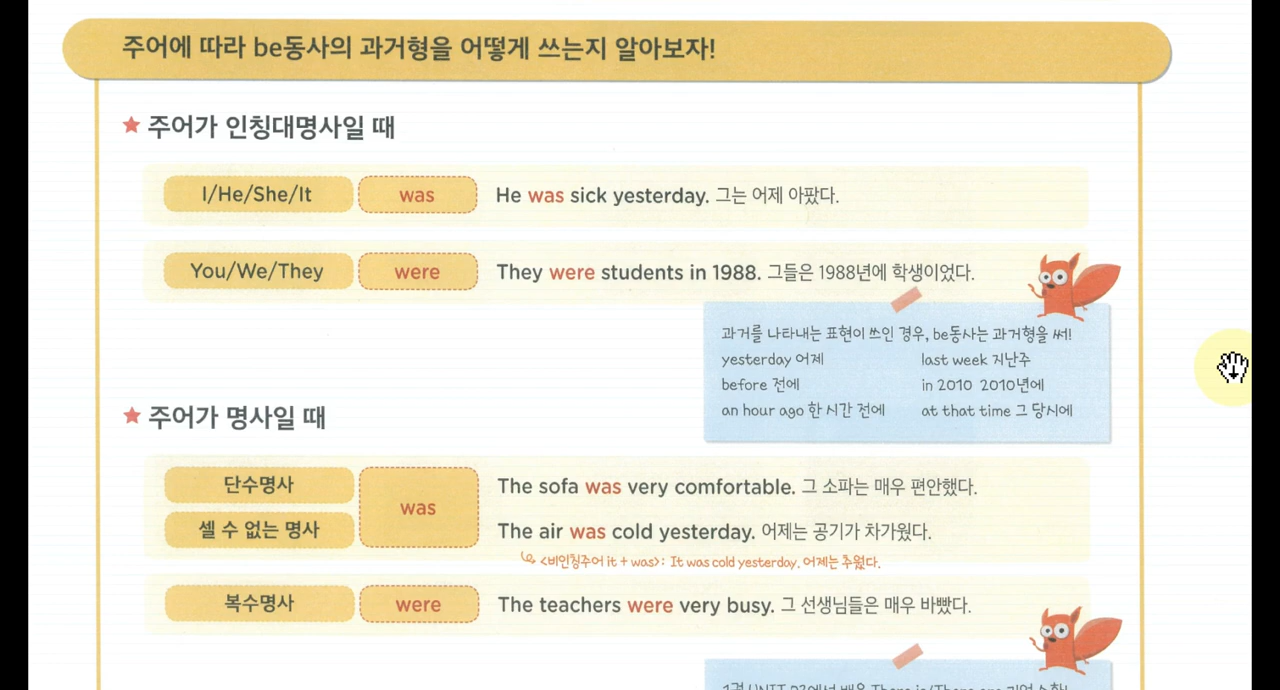 주어에 따라 be동사의 과거형을 어떻게 쓰는지 알아보자!
★ 주어가 인칭대명사일 때
I/He/She/It was He was sick yesterday. 그는 어제 아팠다.
You/We/They were They were students in 1988. 그들은 1988년에 학생이었다.
과거를 나타내는 표현이 쓰인 경우, be동사는 과거형을 써!
yesterday 어제 last week 지난주
before 전에 in 2010 2010년에
an hour ago 한 시간 전에 at that time 그 당시에
★ 주어가 명사일 때
단수명사 The sofa was very comfortable. 그 소파는 매우 편안했다.
was
셀 수 없는 명사 The air was cold yesterday. 어제는 공기가 차가웠다.
<비인칭주어 it + was>: It was cold yesterday. 어제는 추웠다.
복수명사 were The teachers were very busy. 그 선생님들은 매우 바빴다.